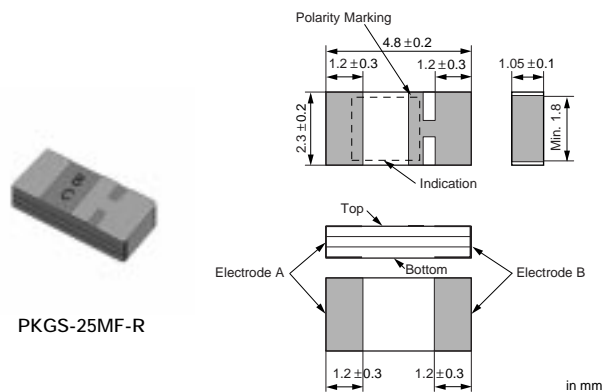 Polarity Marking
4.8 ±0.2
1.2 ±0.3
1.2 ±0.3
1.05 ±0.1
2.3 ±0.2
Min. 1.8
Indication
Top
Electrode A
Bottom
Electrode B
PKGS-25MF-R
1.2 ±0.3
1.2 ±0.3
in mm